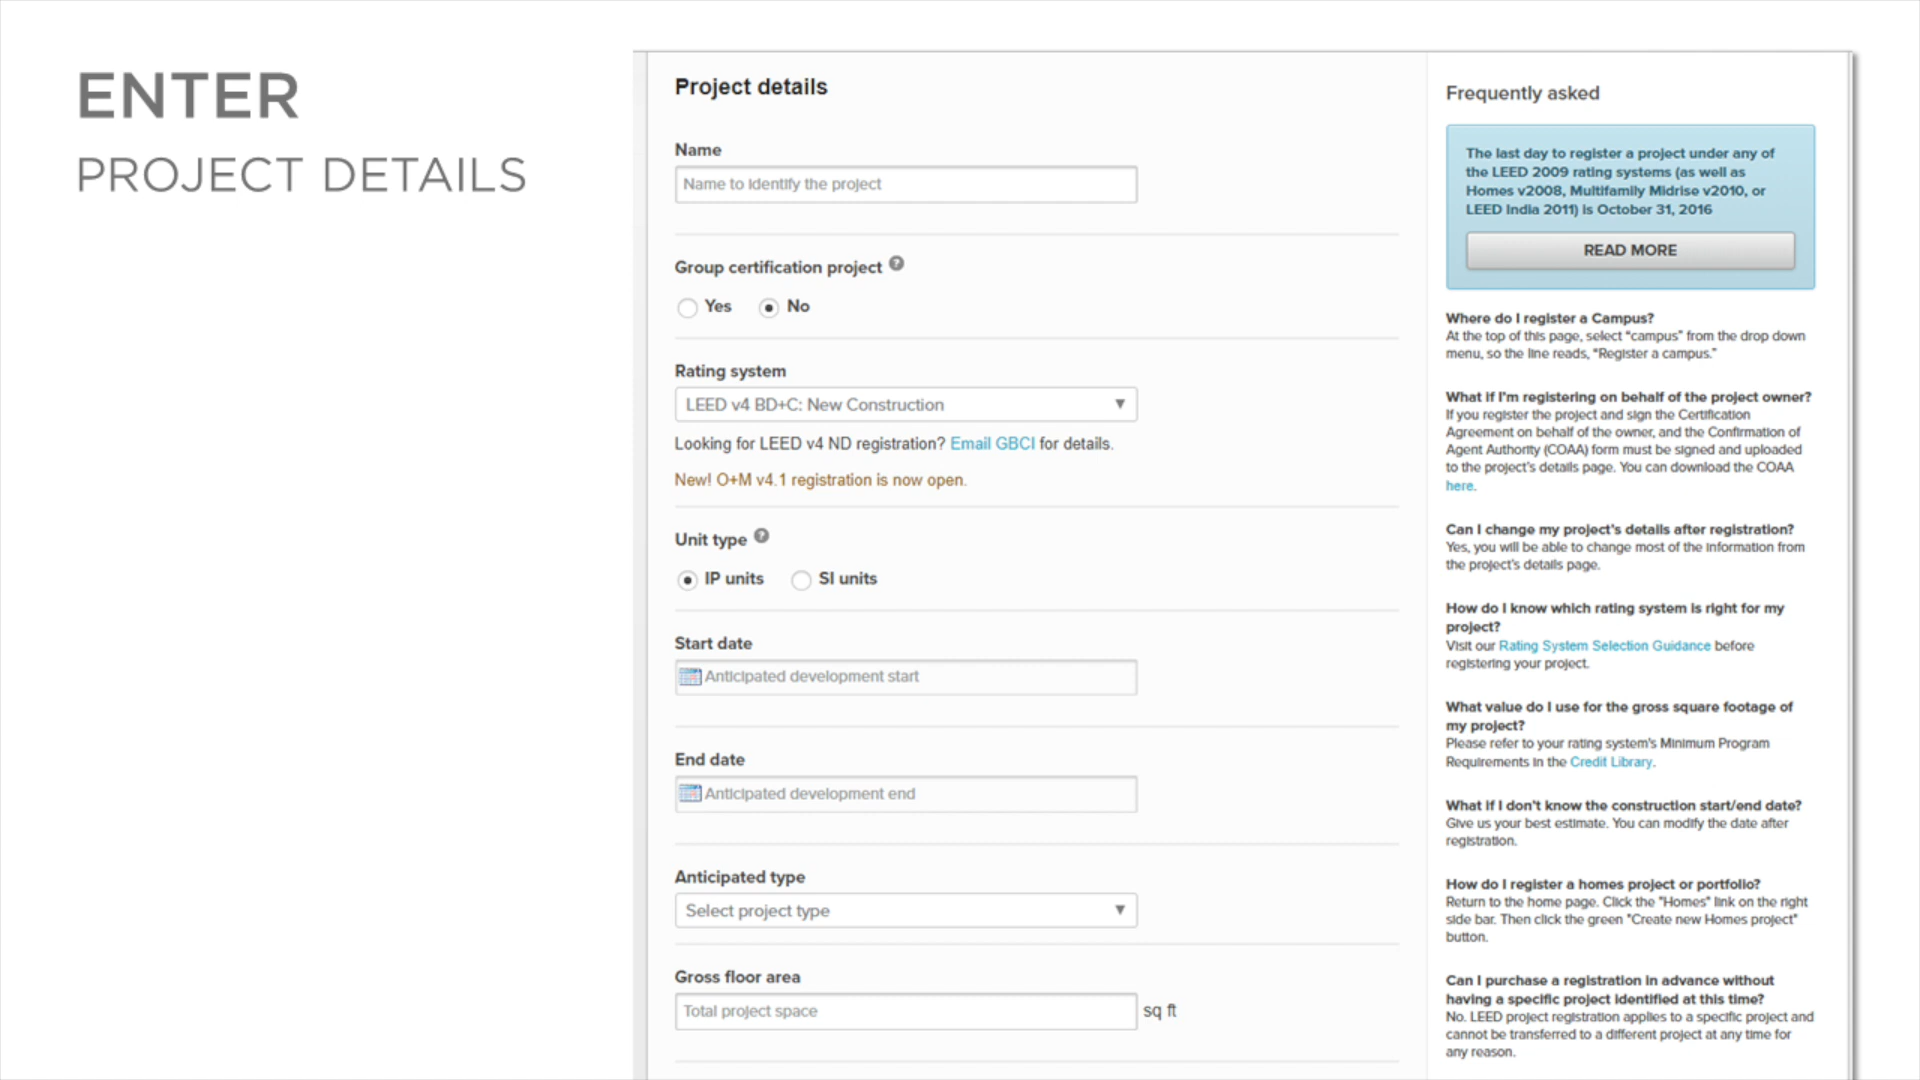 ENTER
PROJECT DETAILS
Project details
Name
Name to identify the project
Group certification project ?
Yes No
Rating system
LEED v4 BD+C: New Construction
Looking for LEED v4 ND registration? Email GBCI for details.
New! O+M v4.1 registration is now open.
Unit type ?
IP units SI units
Start date
Anticipated development start
End date
Anticipated development end
Anticipated type
Select project type
Gross floor area
Total project space sq ft
Frequently asked
The last day to register a project under any of
the LEED 2009 rating systems (as well as
Homes v2008, Multifamily Midrise v2010, or
LEED India 2011) is October 31, 2016
READ MORE
Where do I register a Campus?
At the top of this page, select "campus" from the drop down
menu, so the line reads, "Register a campus."
What if I'm registering on behalf of the project owner?
If you register the project and sign the Certification
Agreement on behalf of the owner, and the Confirmation of
Agent Authority (COAA) form must be signed and uploaded
to the project's details page. You can download the COAA
here.
Can I change my project's details after registration?
Yes, you will be able to change most of the information from
the project's details page.
How do I know which rating system is right for my
project?
Visit our Rating System Selection Guidance before
registering your project.
What value do I use for the gross square footage of
my project?
Please refer to your rating system's Minimum Program
Requirements in the Credit Library.
What if I don't know the construction start/end date?
Give us your best estimate. You can modify the date after
registration.
How do I register a homes project or portfolio?
Return to the home page. Click the "Homes" link on the right
side bar. Then click the green "Create new Homes project"
button.
Can I purchase a registration in advance without
having a specific project identified at this time?
No. LEED project registration applies to a specific project and
cannot be transferred to a different project at any time for
any reason.